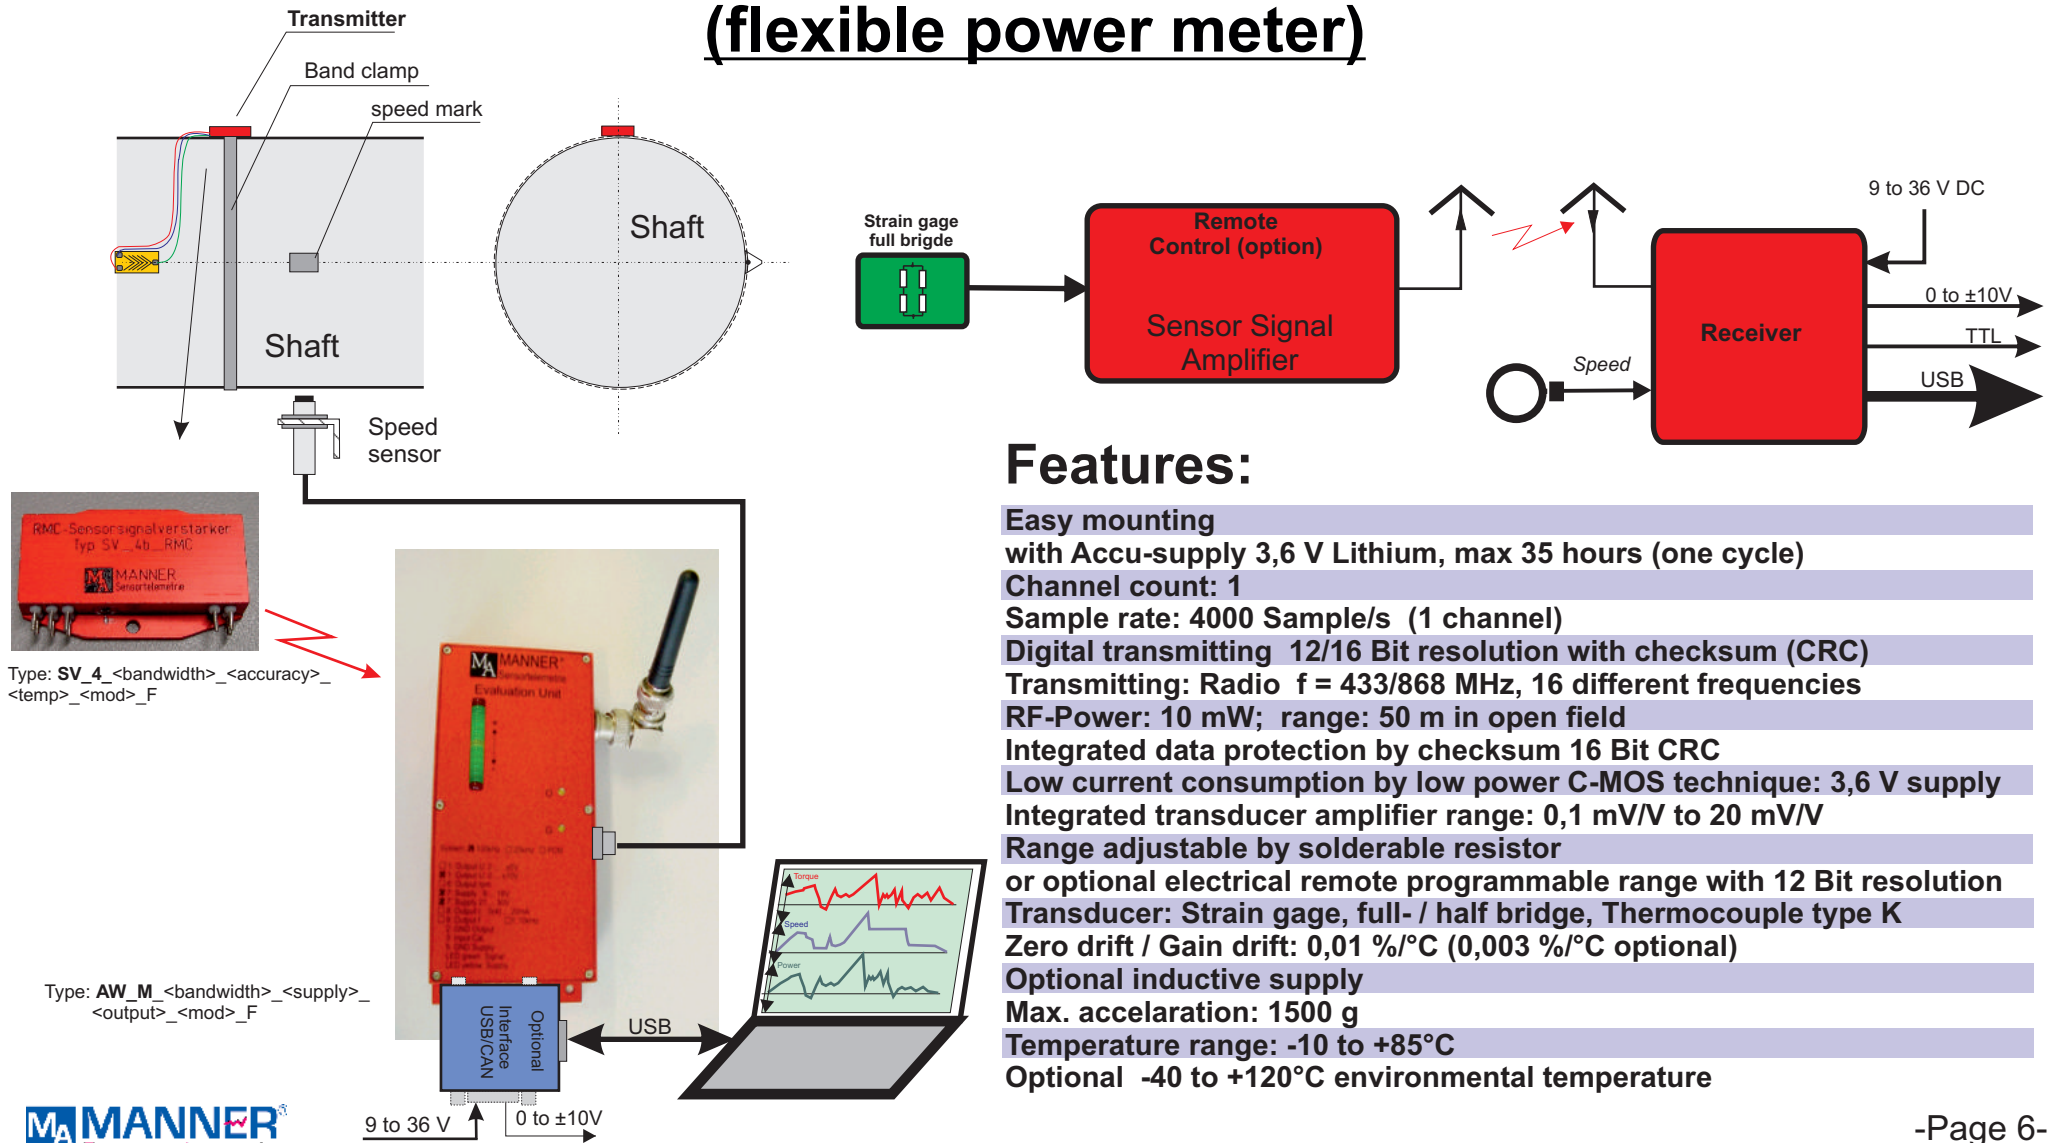 (flexible power meter)
Transmitter
Band clamp
speed mark
Shaft
Shaft
Speed
sensor
Strain gage
full brigde
Remote
Control (option)
Sensor Signal
Amplifier
9 to 36 V DC
0 to ±10V
TTL
USB
Receiver
Speed
RMC-Sensorsignalverstärker
Typ SV__4b__RMC
MANNER
Sensortelemetrie
Type: SV_4_<bandwidth>_<accuracy>_
<temp>_<mod>_F
MANNER
Sensortelemetrie
Evaluation Unit
Type: AW_M_<bandwidth>_<supply>_
<output>_<mod>_F
Optional
Interface
USB/CAN
USB
Torque
Speed
Power
9 to 36 V
0 to ±10V
Features:
Easy mounting
with Accu-supply 3,6 V Lithium, max 35 hours (one cycle)
Channel count: 1
Sample rate: 4000 Sample/s (1 channel)
Digital transmitting 12/16 Bit resolution with checksum (CRC)
Transmitting: Radio f = 433/868 MHz, 16 different frequencies
RF-Power: 10 mW; range: 50 m in open field
Integrated data protection by checksum 16 Bit CRC
Low current consumption by low power C-MOS technique: 3,6 V supply
Integrated transducer amplifier range: 0,1 mV/V to 20 mV/V
Range adjustable by solderable resistor
or optional electrical remote programmable range with 12 Bit resolution
Transducer: Strain gage, full- / half bridge, Thermocouple type K
Zero drift / Gain drift: 0,01 %/°C (0,003 %/°C optional)
Optional inductive supply
Max. accelaration: 1500 g
Temperature range: -10 to +85°C
Optional -40 to +120°C environmental temperature
MANNER®
-Page 6-